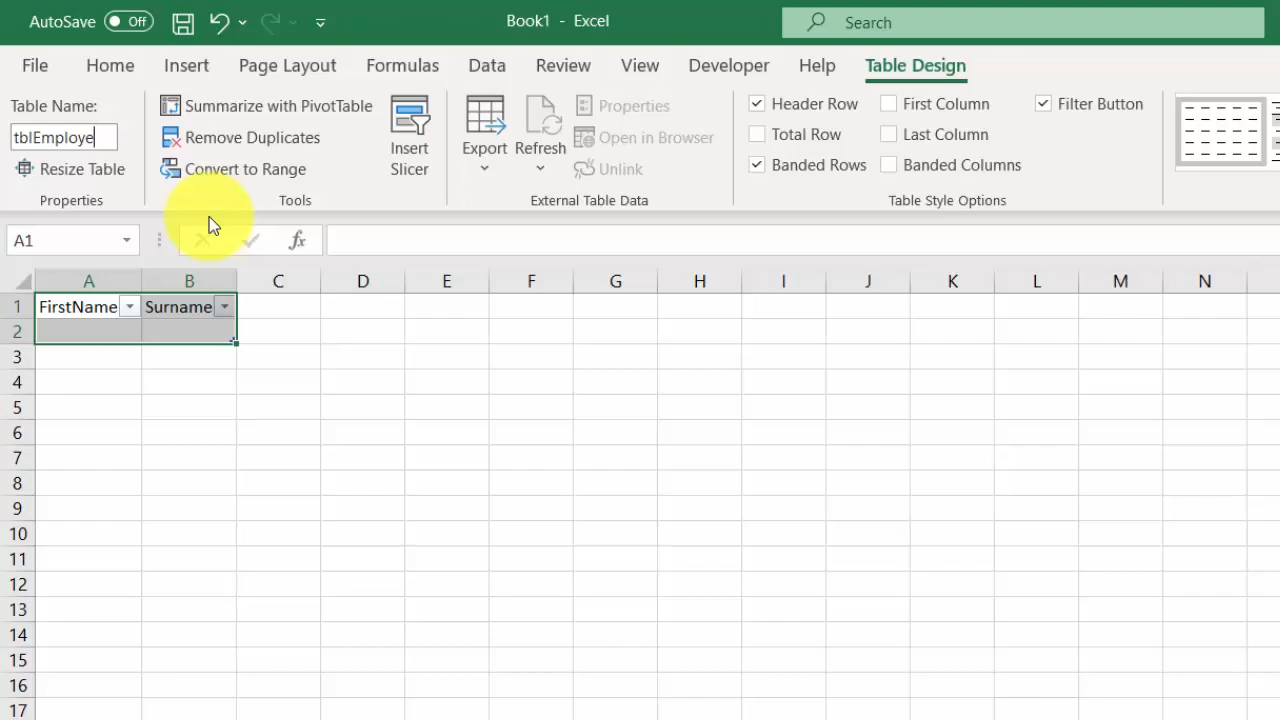 AutoSave Off Book1 - Excel Search
File Home Insert Page Layout Formulas Data Review View Developer Help Table Design
Table Name:
tblEmploye
Resize Table
Properties
Summarize with PivotTable
Remove Duplicates
Convert to Range
Insert
Slicer
Tools
Export
Refresh
Properties
Open in Browser
Unlink
External Table Data
Header Row First Column Filter Button
Total Row Last Column
Banded Rows Banded Columns
Table Style Options
A1 fx
A B C D E F G H I J K L M N
1 FirstName Surname
2
3
4
5
6
7
8
9
10
11
12
13
14
15
16
17